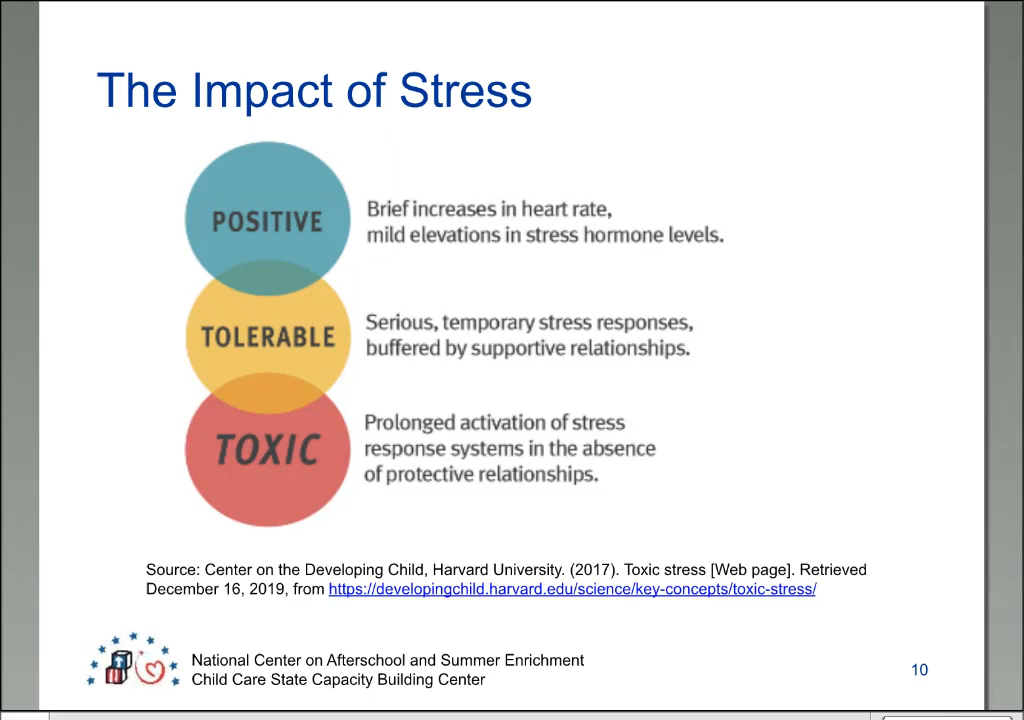 The Impact of Stress
POSITIVE
Brief increases in heart rate,
mild elevations in stress hormone levels.
TOLERABLE
Serious, temporary stress responses,
buffered by supportive relationships.
TOXIC
Prolonged activation of stress
response systems in the absence
of protective relationships.
Source: Center on the Developing Child, Harvard University. (2017). Toxic stress [Web page]. Retrieved
December 16, 2019, from https://developingchild.harvard.edu/science/key-concepts/toxic-stress/
National Center on Afterschool and Summer Enrichment
Child Care State Capacity Building Center
10